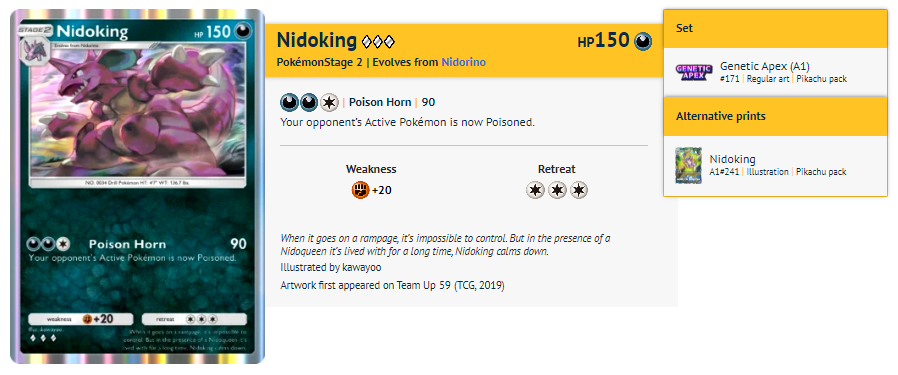 STAGE 2 Nidoking HP 150
Evolves from Nidorino
NO. 0034 Drill Pokémon HT: 4'7" WT: 136.7 lbs.
Poison Horn 90
Your opponent's Active Pokémon is now Poisoned.
weakness +20 retreat
Illus. kawayoo
When it goes on a rampage, it's impossible to
control. But in the presence of a Nidoqueen it's
lived with for a long time, Nidoking calms down.
Nidoking HP150
PokémonStage 2 | Evolves from Nidorino
| Poison Horn | 90
Your opponent's Active Pokémon is now Poisoned.
Weakness Retreat
+20
When it goes on a rampage, it's impossible to control. But in the presence of a
Nidoqueen it's lived with for a long time, Nidoking calms down.
Illustrated by kawayoo
Artwork first appeared on Team Up 59 (TCG, 2019)
Set
GENETIC APEX
Genetic Apex (A1)
#171 | Regular art | Pikachu pack
Alternative prints
Nidoking
A1#241 | Illustration | Pikachu pack